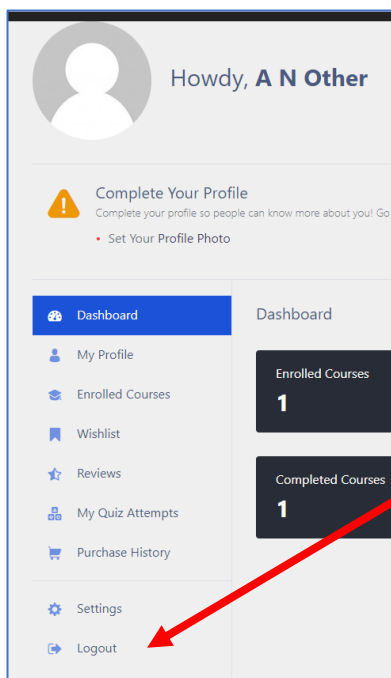 Howdy, A N Other
Complete Your Profile
Complete your profile so people can know more about you! Go
Set Your Profile Photo
Dashboard
My Profile
Enrolled Courses
Wishlist
Reviews
My Quiz Attempts
Purchase History
Settings
Logout
Dashboard
Enrolled Courses
1
Completed Courses
1